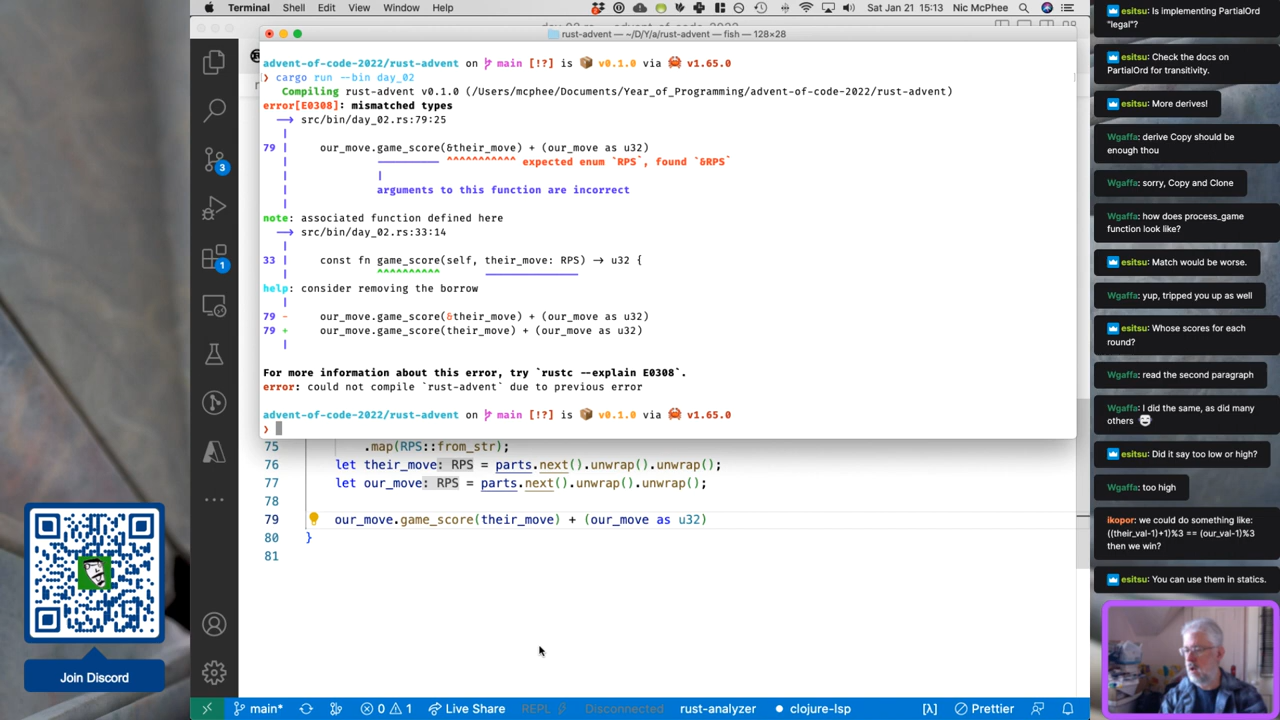 Terminal Shell Edit View Window Help
Sat Jan 21 15:13 Nic McPhee
rust-advent — ~/D/Y/a/rust-advent — fish — 128×28
advent-of-code-2022/rust-advent on main [!?] is 📦 v0.1.0 via 🦀 v1.65.0
❯ cargo run --bin day_02
Compiling rust-advent v0.1.0 (/Users/mcphee/Documents/Year_of_Programming/advent-of-code-2022/rust-advent)
error[E0308]: mismatched types
--> src/bin/day_02.rs:79:25
|
79 | our_move.game_score(&their_move) + (our_move as u32)
| ---------- ^^^^^^^^^^^ expected enum `RPS`, found `&RPS`
| |
| arguments to this function are incorrect
|
note: associated function defined here
--> src/bin/day_02.rs:33:14
|
33 | const fn game_score(self, their_move: RPS) -> u32 {
| ^^^^^^^^^^ ---------------
help: consider removing the borrow
|
79 - our_move.game_score(&their_move) + (our_move as u32)
79 + our_move.game_score(their_move) + (our_move as u32)
|
For more information about this error, try `rustc --explain E0308`.
error: could not compile `rust-advent` due to previous error
advent-of-code-2022/rust-advent on main [!?] is 📦 v0.1.0 via 🦀 v1.65.0
❯
75 .map(RPS::from_str);
76 let their_move: RPS = parts.next().unwrap().unwrap();
77 let our_move: RPS = parts.next().unwrap().unwrap();
78
79 our_move.game_score(their_move) + (our_move as u32)
80 }
81
3
1
main* 0 1 Live Share REPL Disconnected rust-analyzer clojure-lsp [λ] Prettier
Join Discord
esitsu: Is implementing PartialOrd
"legal"?
esitsu: Check the docs on
PartialOrd for transitivity.
esitsu: More derives!
Wgaffa: derive Copy should be
enough thou
Wgaffa: sorry, Copy and Clone
Wgaffa: how does process_game
function look like?
esitsu: Match would be worse.
Wgaffa: yup, tripped you up as well
esitsu: Whose scores for each
round?
Wgaffa: read the second paragraph
Wgaffa: I did the same, as did many
others
esitsu: Did it say too low or high?
Wgaffa: too high
ikopor: we could do something like:
((their_val-1)+1)%3 == (our_val-1)%3
then we win?
esitsu: You can use them in statics.